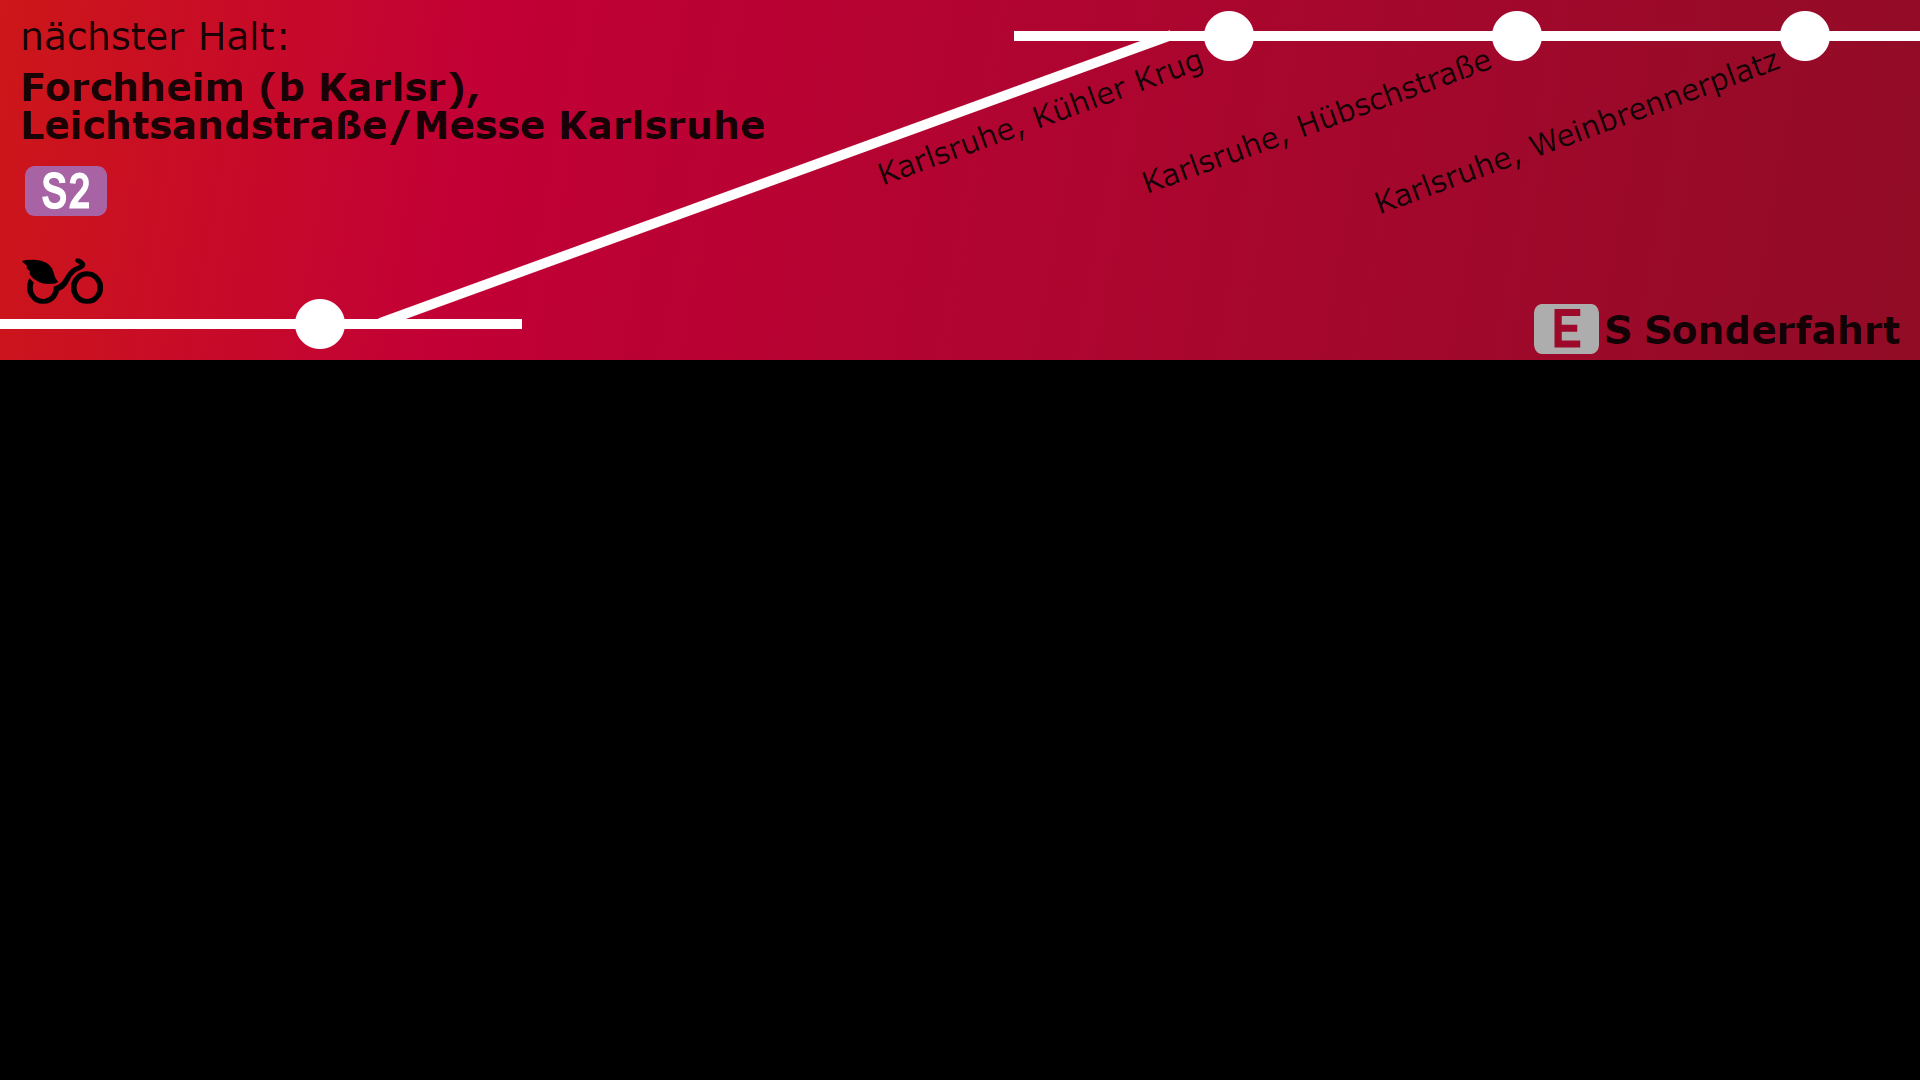 nächster Halt:
Forchheim (b Karlsr),
Leichtsandstraße/Messe Karlsruhe
S2
Karlsruhe, Kühler Krug
Karlsruhe, Hübschstraße
Karlsruhe, Weinbrennerplatz
E S Sonderfahrt